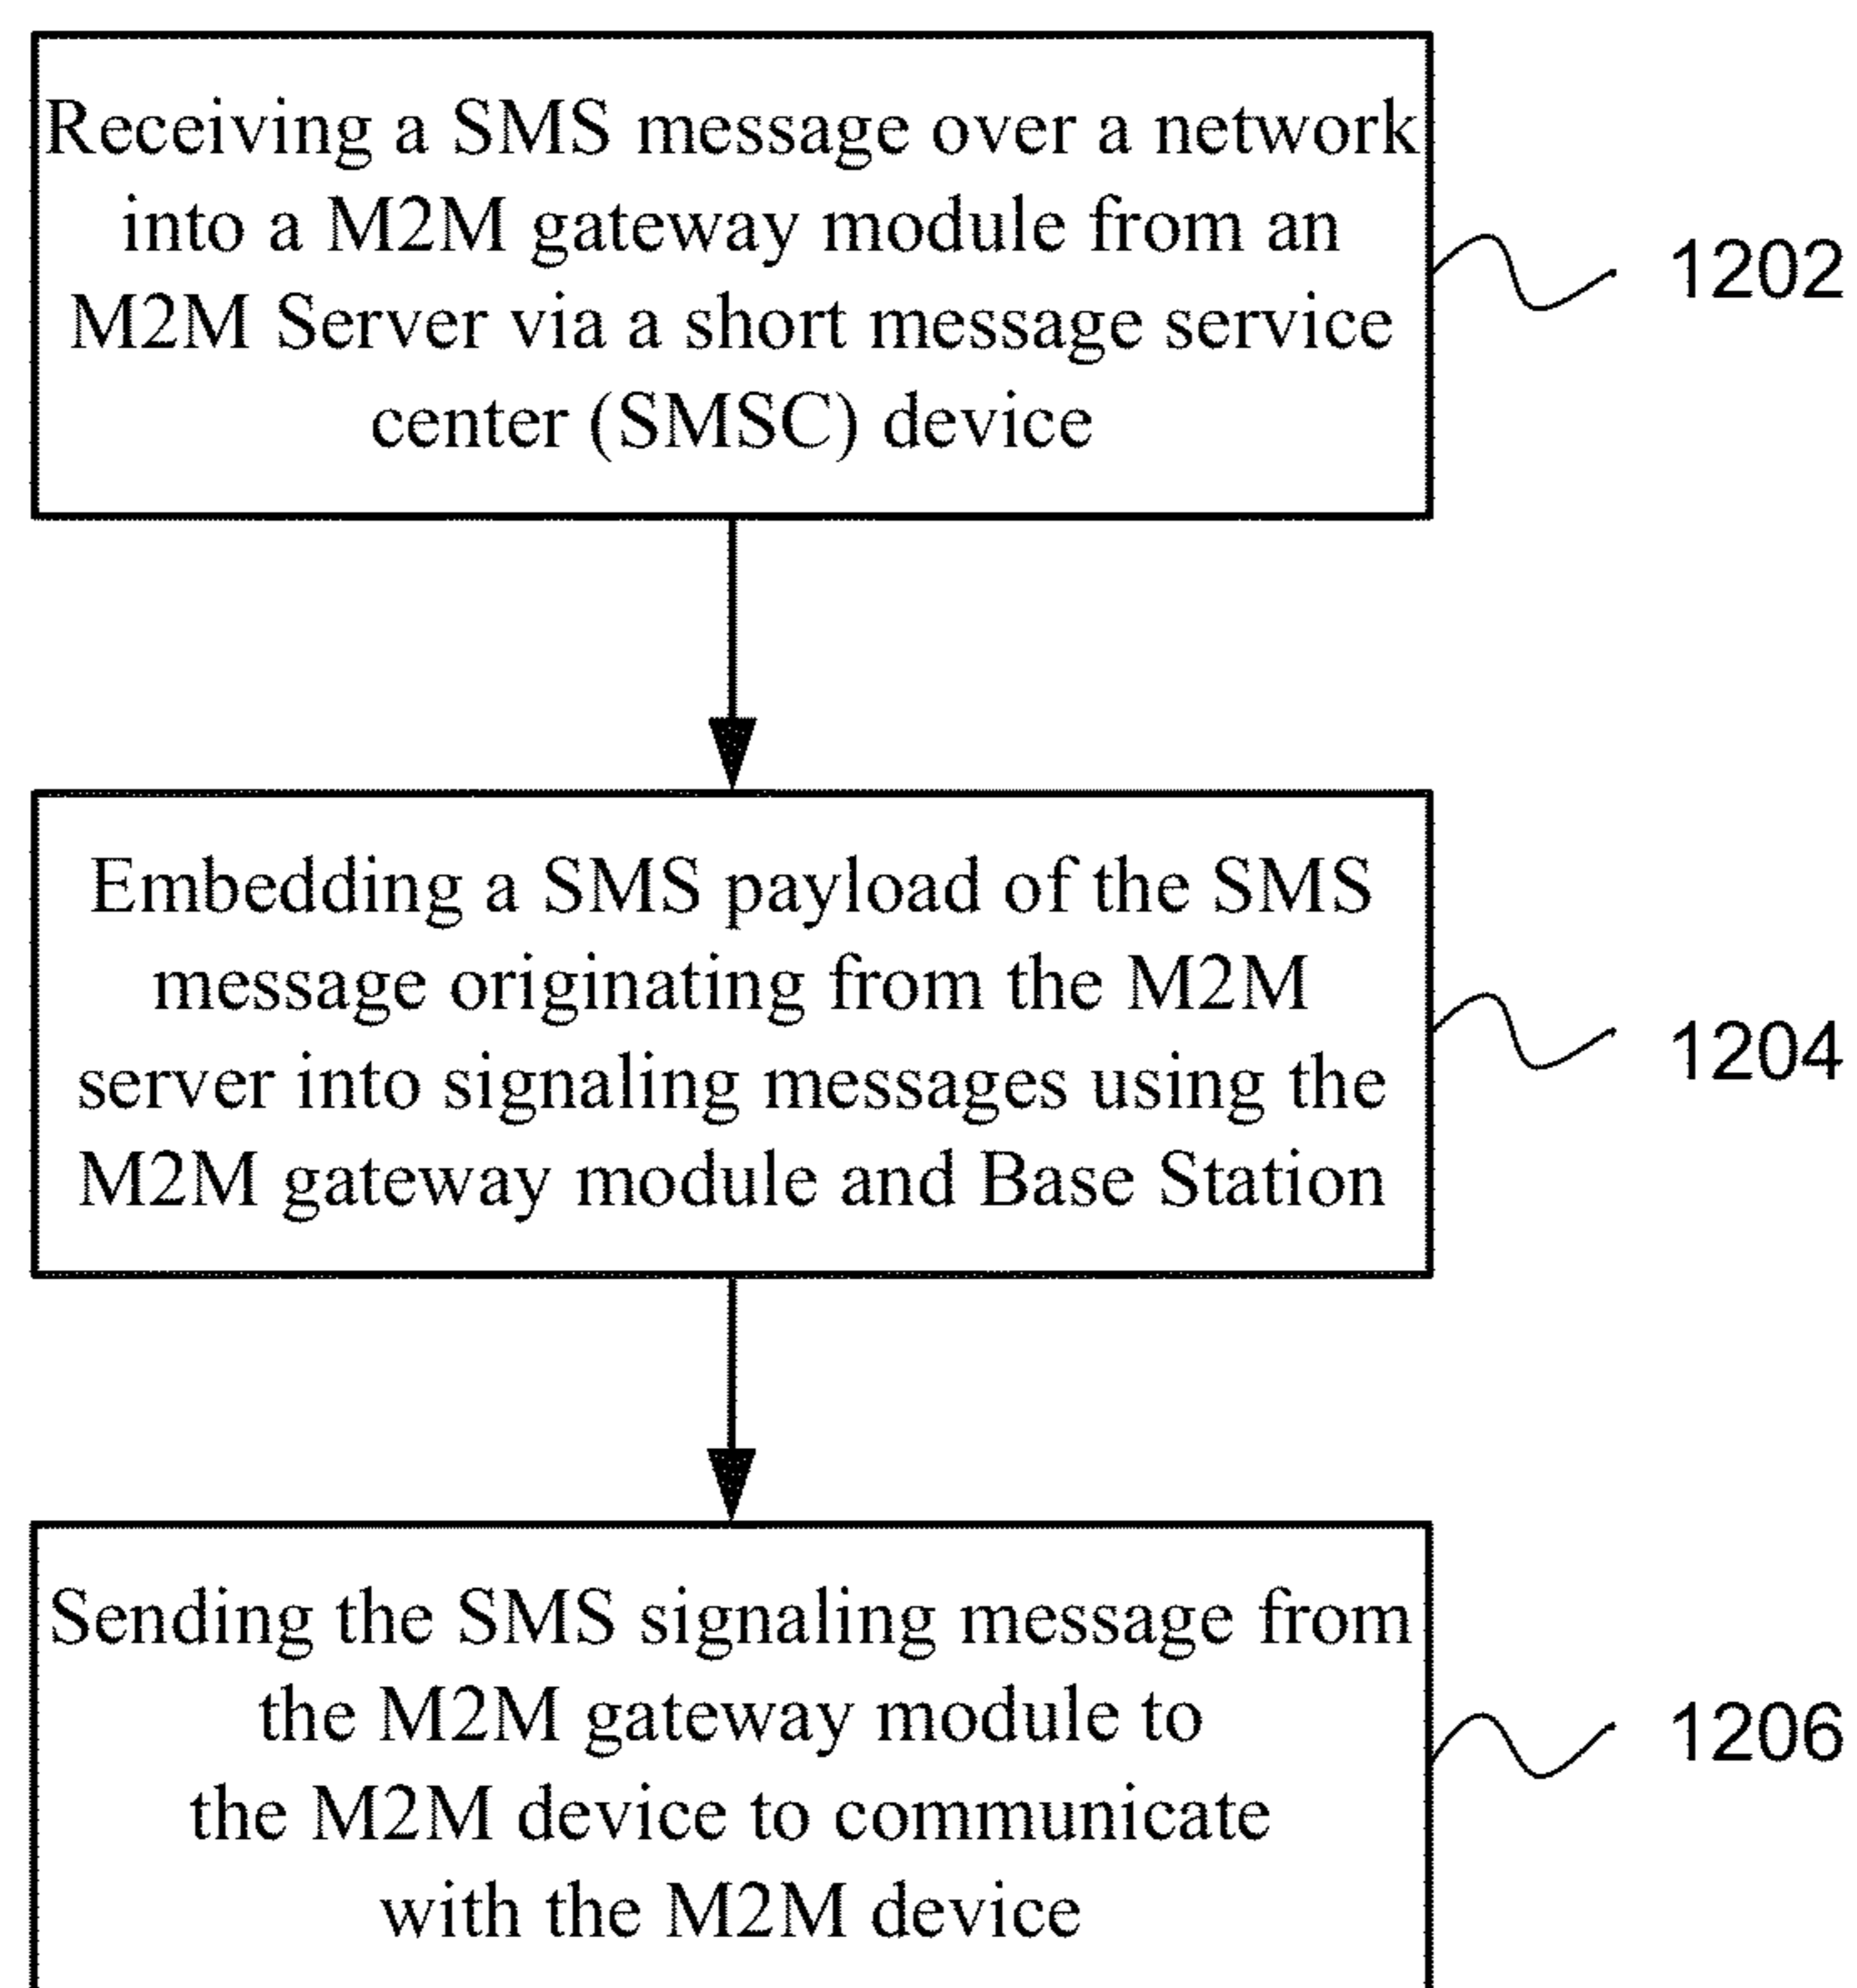 Receiving a SMS message over a network
into a M2M gateway module from an
M2M Server via a short message service
center (SMSC) device
1202
Embedding a SMS payload of the SMS
message originating from the M2M
server into signaling messages using the
M2M gateway module and Base Station
1204
Sending the SMS signaling message from
the M2M gateway module to
the M2M device to communicate
with the M2M device
1206